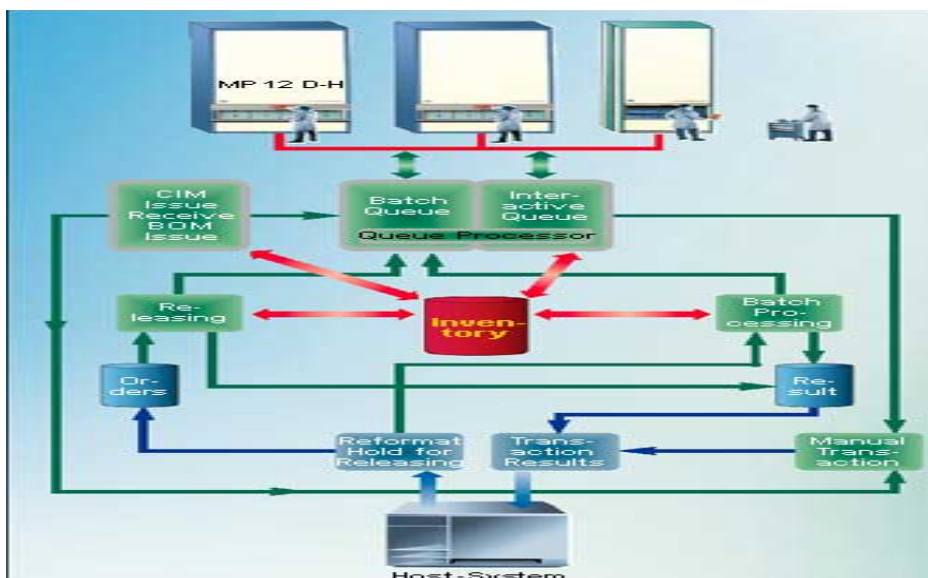 MP 12 D-H
CIM
Issue
Receive
BOM
Issue
Batch
Queue
Inter-
active
Queue
Queue Processor
Re-
leasing
Inven-
tory
Batch
Pro-
cessing
Or-
ders
Re-
sult
Reformat
Hold for
Releasing
Trans-
action
Results
Manual
Trans-
action
Host-System